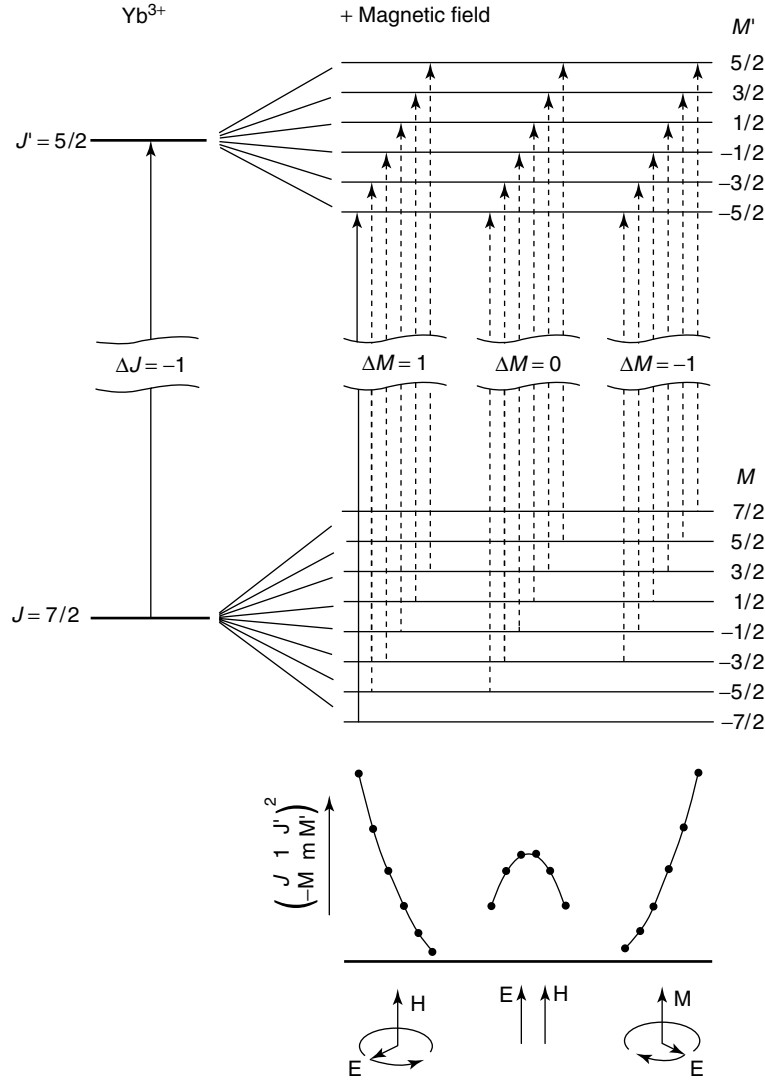 Yb³⁺ + Magnetic field
M'
5/2
3/2
J' = 5/2
1/2
−1/2
−3/2
−5/2
ΔJ = −1 ΔM = 1 ΔM = 0 ΔM = −1
M
7/2
5/2
3/2
J = 7/2
1/2
−1/2
−3/2
−5/2
−7/2
( J 1 J' )²
−M m M'
H E H M
E E